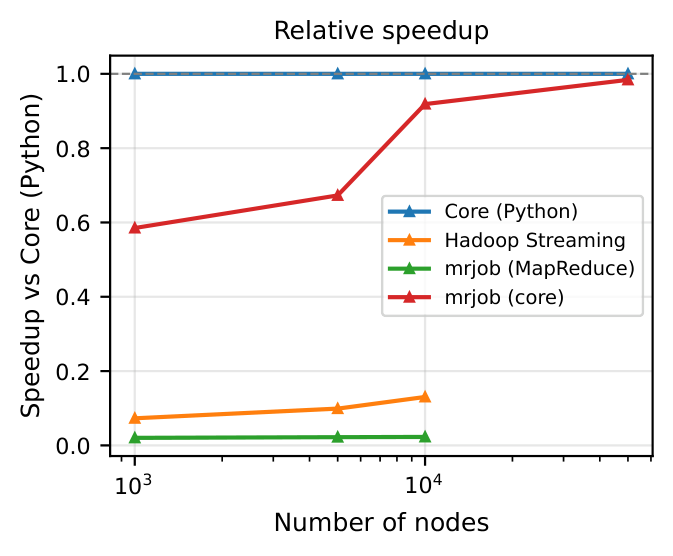 Relative speedup
Speedup vs Core (Python)
1.0
0.8
0.6
0.4
0.2
0.0
Core (Python)
Hadoop Streaming
mrjob (MapReduce)
mrjob (core)
10³
10⁴
Number of nodes